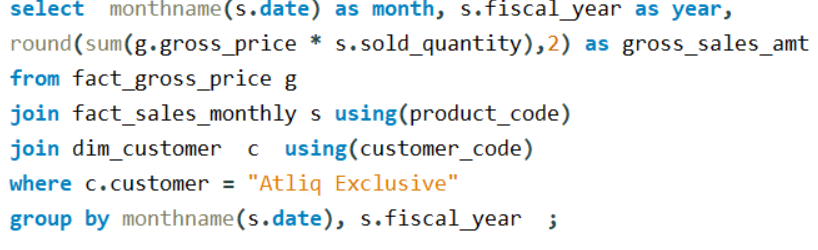 select  monthname(s.date) as month, s.fiscal_year as year,
round(sum(g.gross_price * s.sold_quantity),2) as gross_sales_amt
from fact_gross_price g
join fact_sales_monthly s using(product_code)
join dim_customer  c  using(customer_code)
where c.customer = "Atliq Exclusive"
group by monthname(s.date), s.fiscal_year  ;